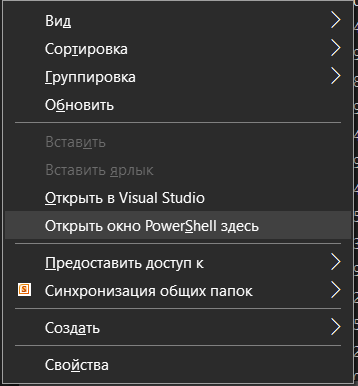 Вид
Сортировка
Группировка
Обновить
Вставить
Вставить ярлык
Открыть в Visual Studio
Открыть окно PowerShell здесь
Предоставить доступ к
S
Синхронизация общих папок
Создать
Свойства